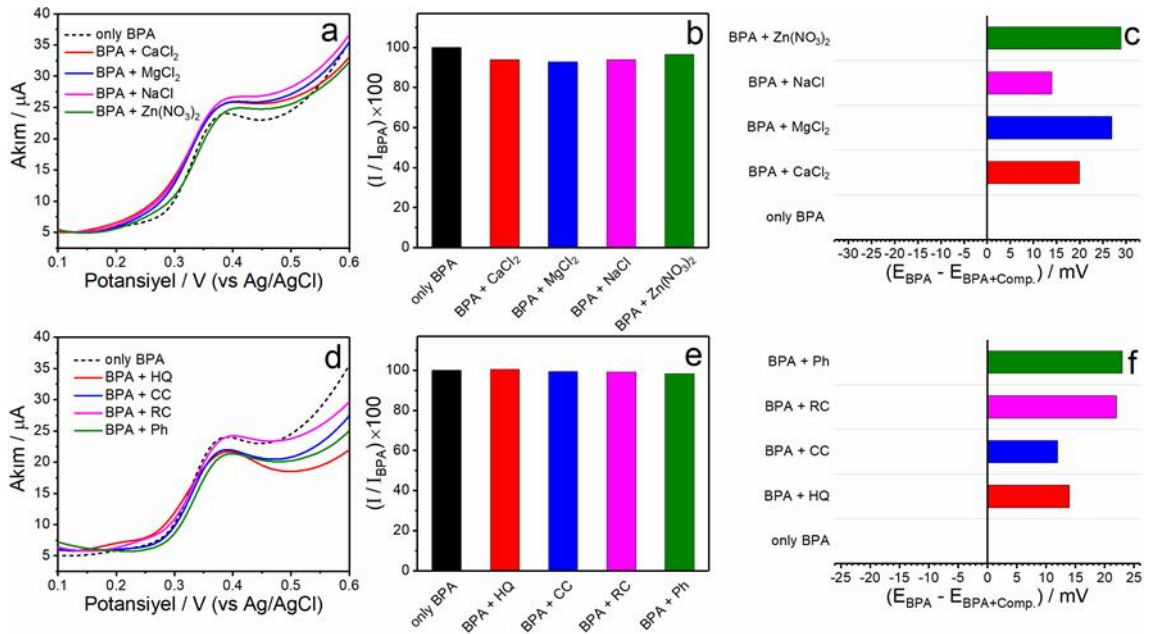 a
40
35
30
25
20
15
10
5
Akım / µA
only BPA
BPA + CaCl₂
BPA + MgCl₂
BPA + NaCl
BPA + Zn(NO₃)₂
0.1 0.2 0.3 0.4 0.5 0.6
Potansiyel / V (vs Ag/AgCl)
b
100
80
60
40
20
0
(I / I_BPA) ×100
only BPA
BPA + CaCl₂
BPA + MgCl₂
BPA + NaCl
BPA + Zn(NO₃)₂
c
BPA + Zn(NO₃)₂
BPA + NaCl
BPA + MgCl₂
BPA + CaCl₂
only BPA
-30 -25 -20 -15 -10 -5 0 5 10 15 20 25 30
(E_BPA - E_BPA+Comp.) / mV
d
40
35
30
25
20
15
10
5
Akım / µA
only BPA
BPA + HQ
BPA + CC
BPA + RC
BPA + Ph
0.1 0.2 0.3 0.4 0.5 0.6
Potansiyel / V (vs Ag/AgCl)
e
100
80
60
40
20
0
(I / I_BPA) ×100
only BPA
BPA + HQ
BPA + CC
BPA + RC
BPA + Ph
f
BPA + Ph
BPA + RC
BPA + CC
BPA + HQ
only BPA
-25 -20 -15 -10 -5 0 5 10 15 20 25
(E_BPA - E_BPA+Comp.) / mV